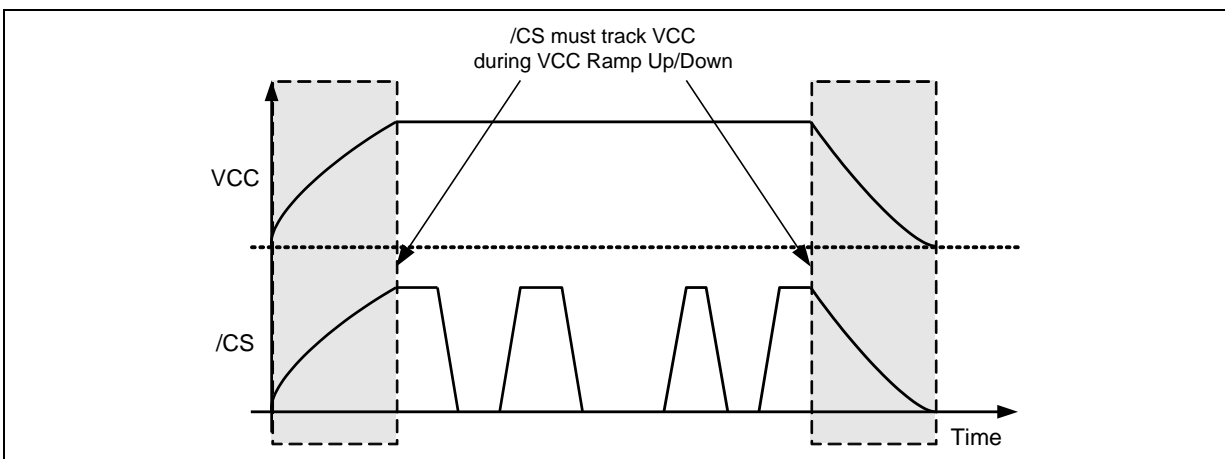 /CS must track VCC
during VCC Ramp Up/Down
VCC
/CS
Time